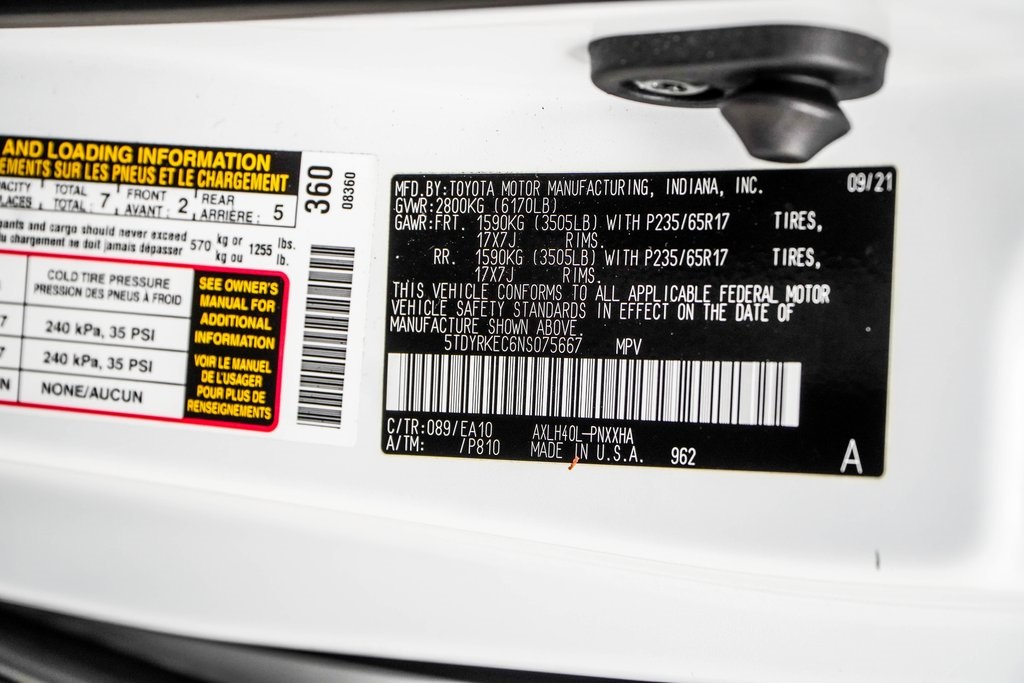 AND LOADING INFORMATION
EMENTS SUR LES PNEUS ET LE CHARGEMENT
ACITY TOTAL 7 FRONT 2 REAR 5
LACES TOTAL: AVANT: ARRIÈRE:
pants and cargo should never exceed 570 kg or 1255 lbs.
du chargement ne doit jamais dépasser kg ou lb.
COLD TIRE PRESSURE
PRESSION DES PNEUS À FROID
7 240 kPa, 35 PSI
7 240 kPa, 35 PSI
N NONE/AUCUN
SEE OWNER'S
MANUAL FOR
ADDITIONAL
INFORMATION
VOIR LE MANUEL
DE L'USAGER
POUR PLUS DE
RENSEIGNEMENTS
360
08360
MFD.BY:TOYOTA MOTOR MANUFACTURING, INDIANA, INC. 09/21
GVWR:2800KG (6170LB)
GAWR:FRT. 1590KG (3505LB) WITH P235/65R17 TIRES,
17X7J RIMS.
RR. 1590KG (3505LB) WITH P235/65R17 TIRES,
17X7J RIMS.
THIS VEHICLE CONFORMS TO ALL APPLICABLE FEDERAL MOTOR
VEHICLE SAFETY STANDARDS IN EFFECT ON THE DATE OF
MANUFACTURE SHOWN ABOVE.
5TDYRKEC6NS075667 MPV
C/TR:089/EA10 AXLH40L-PNXXHA
A/TM: /P810 MADE IN U.S.A. 962 A